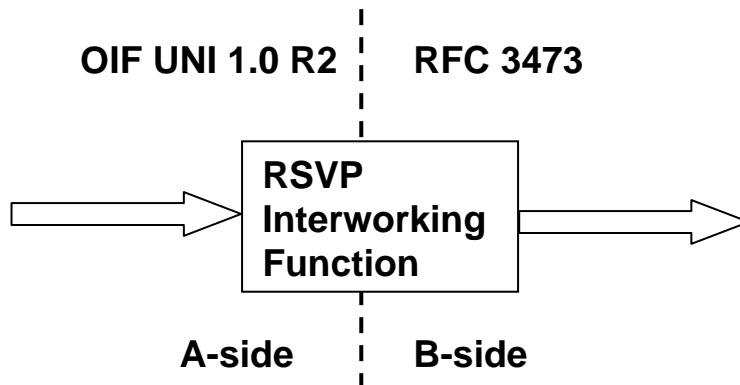 OIF UNI 1.0 R2
RFC 3473
RSVP
Interworking
Function
A-side
B-side